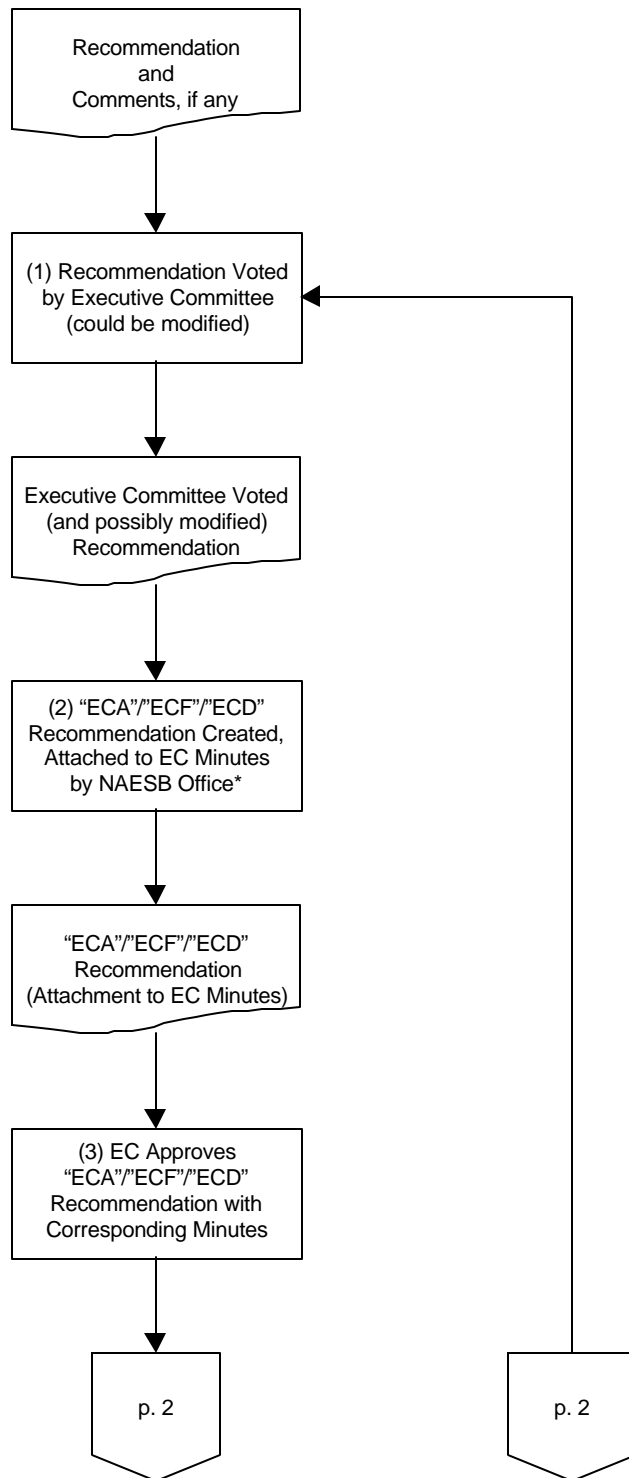 Recommendation
and
Comments, if any
(1) Recommendation Voted
by Executive Committee
(could be modified)
Executive Committee Voted
(and possibly modified)
Recommendation
(2) “ECA”/”ECF”/”ECD”
Recommendation Created,
Attached to EC Minutes
by NAESB Office*
“ECA”/”ECF”/”ECD”
Recommendation
(Attachment to EC Minutes)
(3) EC Approves
“ECA”/”ECF”/”ECD”
Recommendation with
Corresponding Minutes
p. 2
p. 2